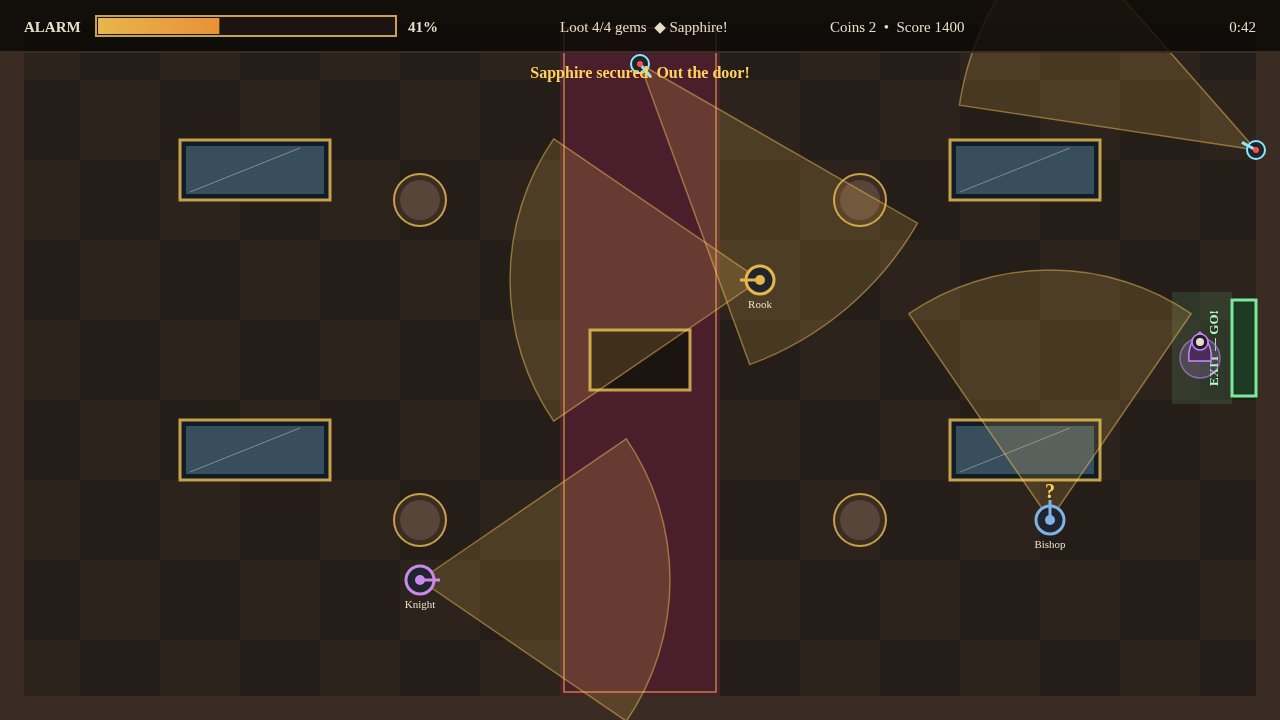 ALARM 41% Loot 4/4 gems ◆ Sapphire! Coins 2 • Score 1400 0:42
Sapphire secured. Out the door!
Rook
EXIT — GO!
?
Bishop
Knight